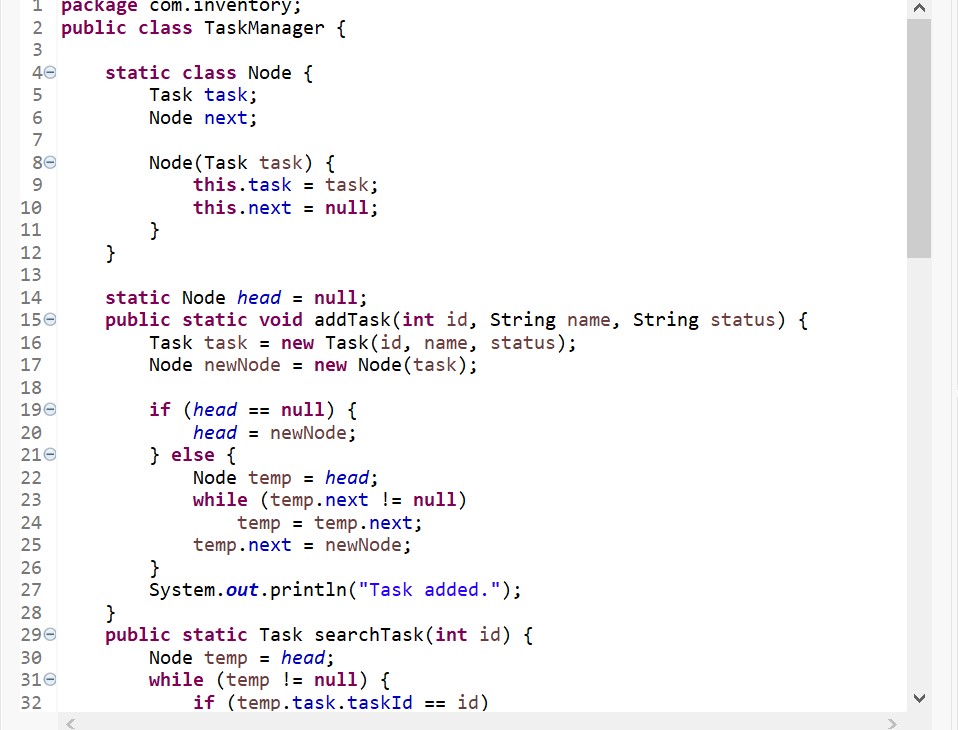 1 package com.inventory;
2 public class TaskManager {
3
4 static class Node {
5 Task task;
6 Node next;
7
8 Node(Task task) {
9 this.task = task;
10 this.next = null;
11 }
12 }
13
14 static Node head = null;
15 public static void addTask(int id, String name, String status) {
16 Task task = new Task(id, name, status);
17 Node newNode = new Node(task);
18
19 if (head == null) {
20 head = newNode;
21 } else {
22 Node temp = head;
23 while (temp.next != null)
24 temp = temp.next;
25 temp.next = newNode;
26 }
27 System.out.println("Task added.");
28 }
29 public static Task searchTask(int id) {
30 Node temp = head;
31 while (temp != null) {
32 if (temp.task.taskId == id)